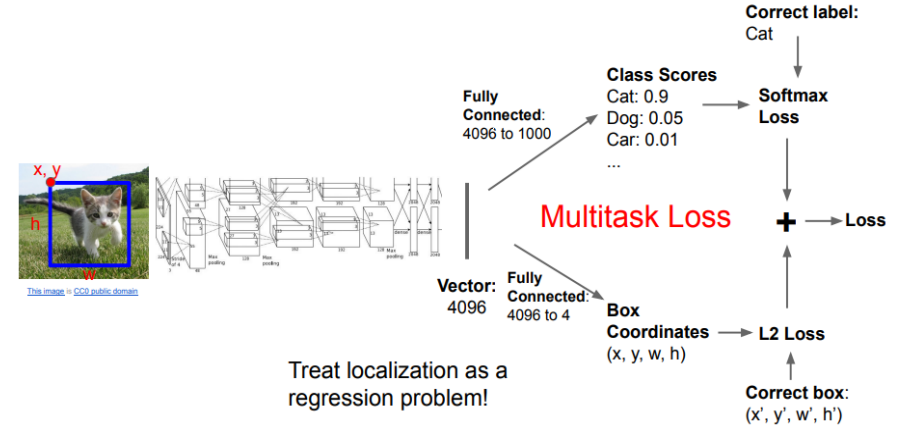 Correct label:
Cat
Class Scores
Cat: 0.9
Dog: 0.05
Car: 0.01
...
Fully
Connected:
4096 to 1000
Softmax
Loss
x, y
h
w
This image is CC0 public domain
Multitask Loss
+
Loss
Vector:
4096
Fully
Connected:
4096 to 4
Box
Coordinates
(x, y, w, h)
L2 Loss
Treat localization as a
regression problem!
Correct box:
(x’, y’, w’, h’)